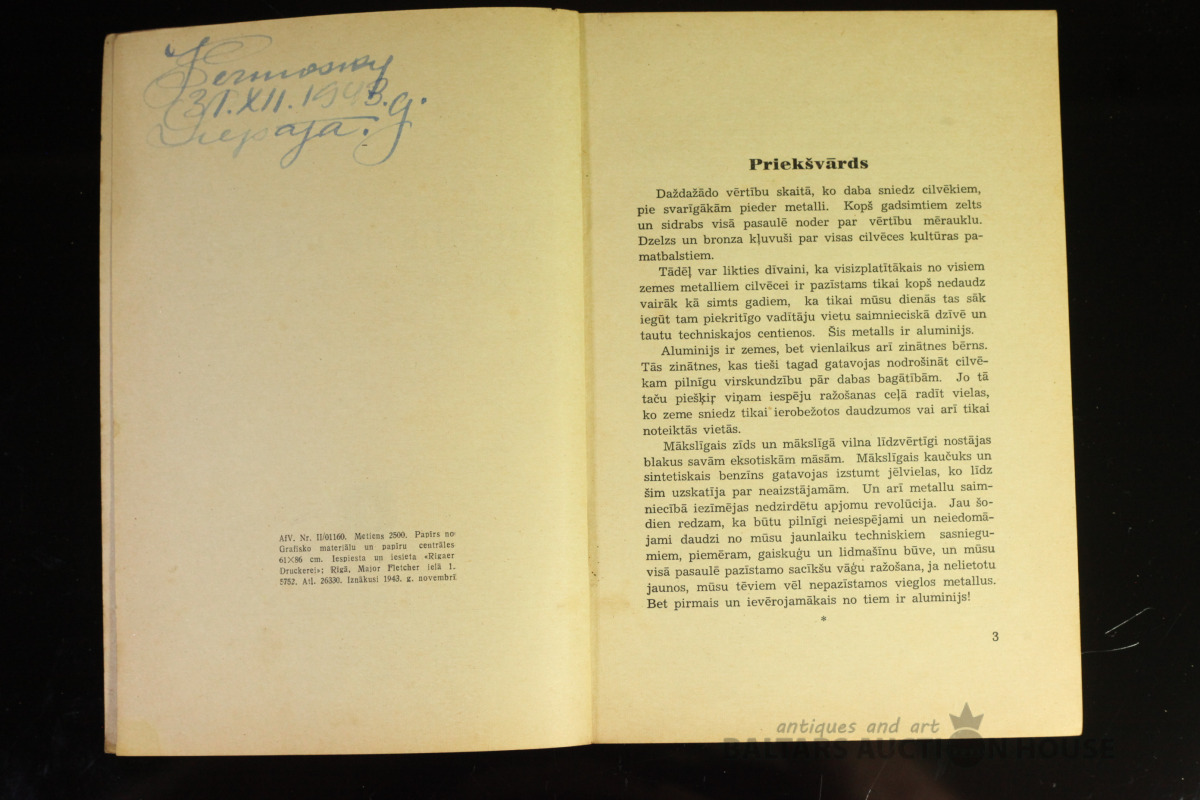 31.XII.1943.g.
Liepājā.
AfV. Nr. II/01160. Metiens 2500. Papīrs no
Grafisko materiālu un papīru centrāles
61×86 cm. Iespiesta un iesieta «Rīgaer
Druckerei»; Rīgā, Major Fletcher ielā 1.
5752. Atl. 26330. Iznākusi 1943. g. novembrī
Priekšvārds
Daždažādo vērtību skaitā, ko daba sniedz cilvēkiem,
pie svarīgākām pieder metalli. Kopš gadsimtiem zelts
un sidrabs visā pasaulē noder par vērtību mērauklu.
Dzelzs un bronza kļuvuši par visas cilvēces kultūras pa-
matbalstiem.
Tādēļ var likties dīvaini, ka visizplatītākais no visiem
zemes metalliem cilvēcei ir pazīstams tikai kopš nedaudz
vairāk kā simts gadiem, ka tikai mūsu dienās tas sāk
iegūt tam piekritīgo vadītāju vietu saimnieciskā dzīvē un
tautu techniskajos centienos. Šis metalls ir aluminijs.
Aluminijs ir zemes, bet vienlaikus arī zinātnes bērns.
Tās zinātnes, kas tieši tagad gatavojas nodrošināt cilvē-
kam pilnīgu virskundzību pār dabas bagātībām. Jo tā
taču piešķiŗ viņam iespēju ražošanas ceļā radīt vielas,
ko zeme sniedz tikai ierobežotos daudzumos vai arī tikai
noteiktās vietās.
Mākslīgais zīds un mākslīgā vilna līdzvērtīgi nostājas
blakus savām eksotiskām māsām. Mākslīgais kaučuks un
sintetiskais benzīns gatavojas izstumt jēlvielas, ko līdz
šim uzskatīja par neaizstājamām. Un arī metallu saim-
niecībā iezīmējas nedzirdētu apjomu revolūcija. Jau šo-
dien redzam, ka būtu pilnīgi neiespējami un neiedomā-
jami daudzi no mūsu jaunlaiku techniskiem sasniegu-
miem, piemēram, gaiskuģu un lidmašīnu būve, un mūsu
visā pasaulē pazīstamo sacīkšu vāģu ražošana, ja nelietotu
jaunos, mūsu tēviem vēl nepazīstamos vieglos metallus.
Bet pirmais un ievērojamākais no tiem ir aluminijs!
*
3
antiques and art
BALTARS AUCTION HOUSE